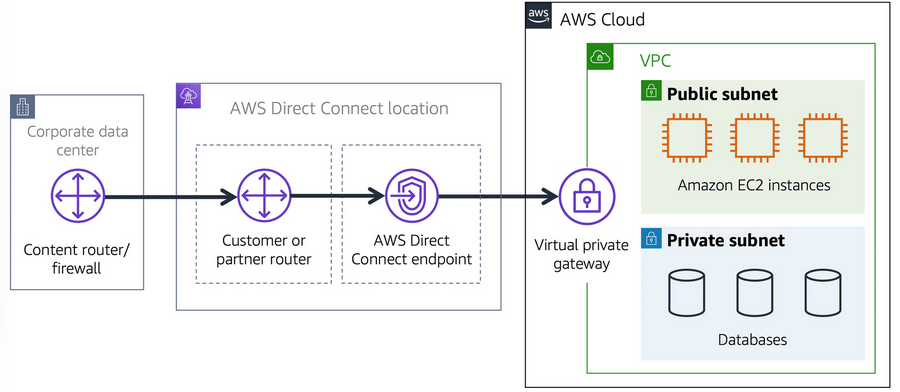 aws
AWS Cloud
VPC
Public subnet
Amazon EC2 instances
Private subnet
Databases
Virtual private
gateway
AWS Direct Connect location
Customer or
partner router
AWS Direct
Connect endpoint
Corporate data
center
Content router/
firewall